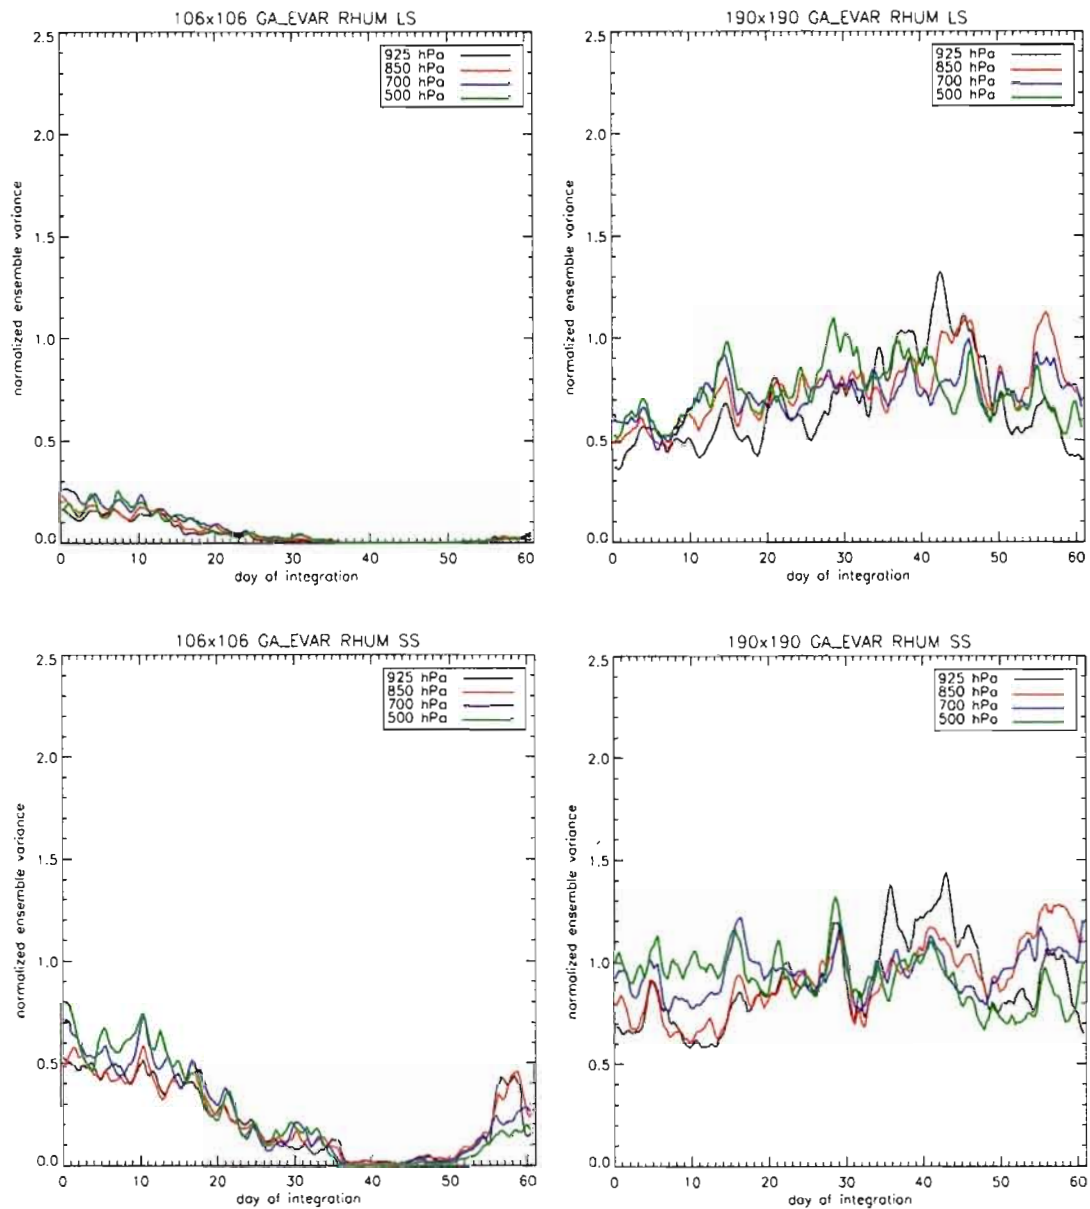 106x106 GA_EVAR RHUM LS
2.5
2.0
1.5
1.0
0.5
0.0
normalized ensemble variance
925 hPa
850 hPa
700 hPa
500 hPa
0 10 20 30 40 50 60
day of integration
190x190 GA_EVAR RHUM LS
2.5
2.0
1.5
1.0
0.5
0.0
normalized ensemble variance
925 hPa
850 hPa
700 hPa
500 hPa
0 10 20 30 40 50 60
day of integration
106x106 GA_EVAR RHUM SS
2.5
2.0
1.5
1.0
0.5
0.0
normalized ensemble variance
925 hPa
850 hPa
700 hPa
500 hPa
0 10 20 30 40 50 60
day of integration
190x190 GA_EVAR RHUM SS
2.5
2.0
1.5
1.0
0.5
0.0
normalized ensemble variance
925 hPa
850 hPa
700 hPa
500 hPa
0 10 20 30 40 50 60
day of integration